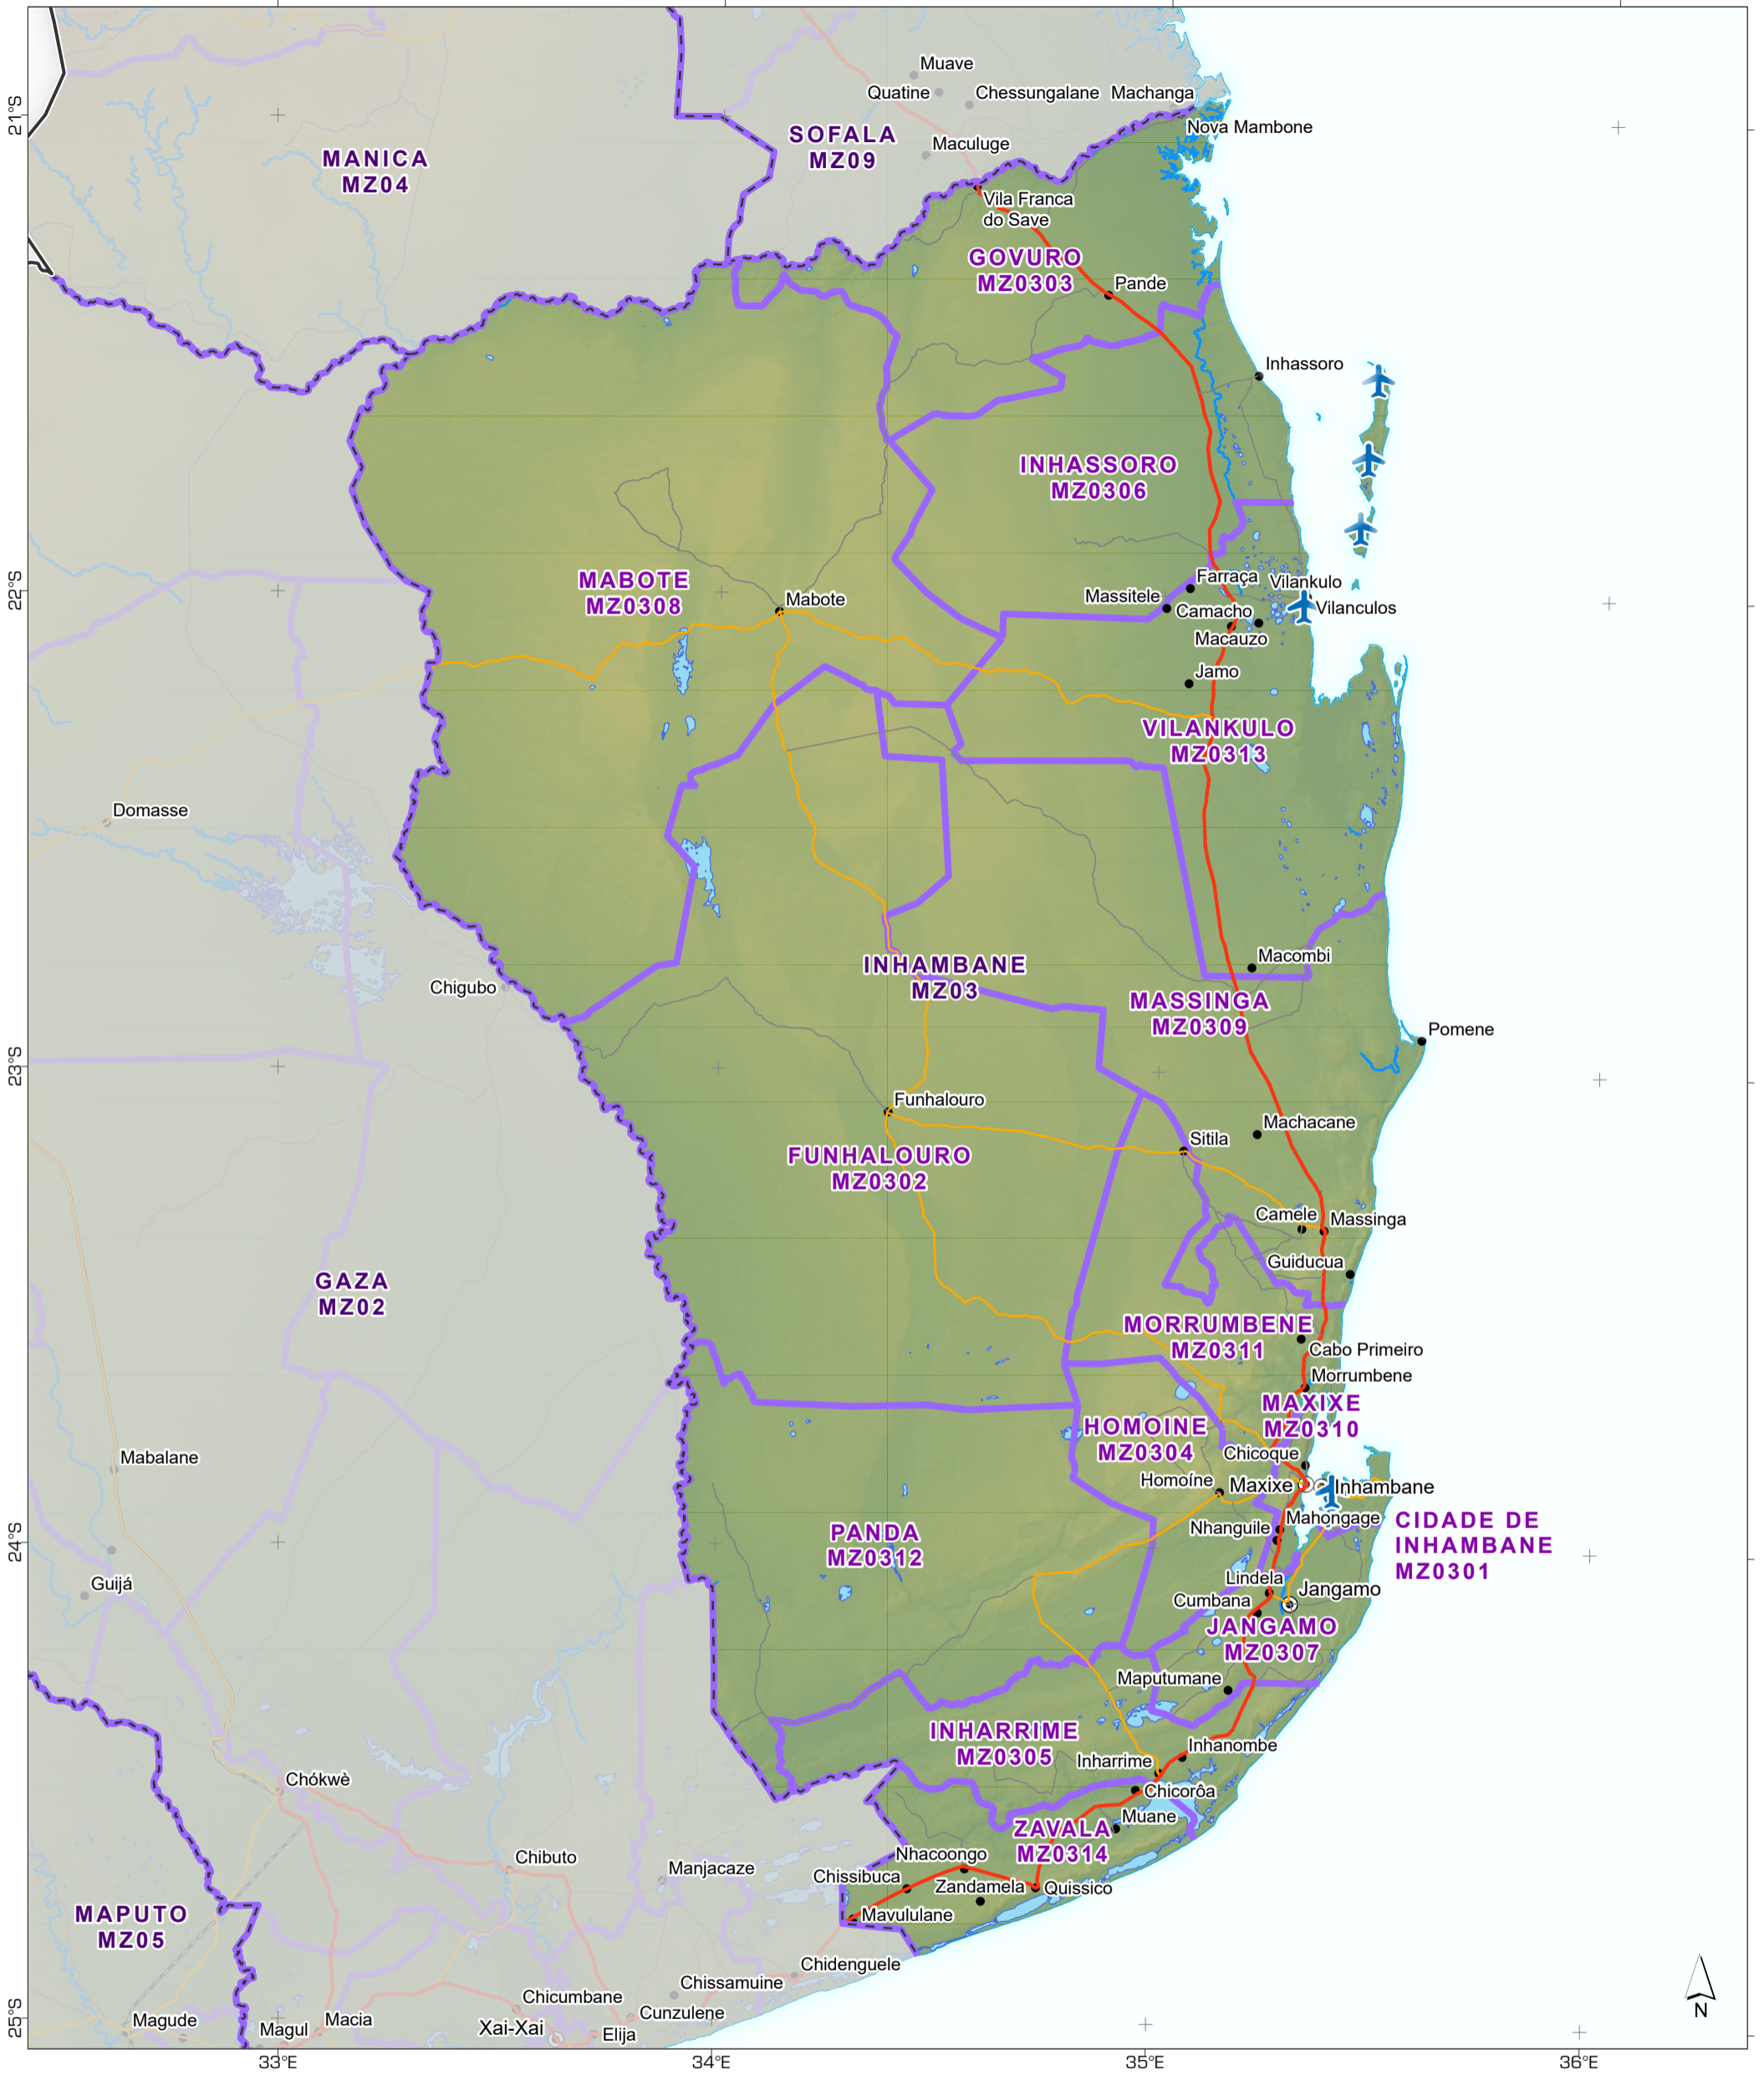 Muave
Quatine
Chessungalane
Machanga
21°S
Nova Mambone
SOFALA
MZ09
Maculuge
MANICA
MZ04
Vila Franca
do Save
GOVURO
MZ0303
Pande
Inhassoro
INHASSORO
MZ0306
22°S
MABOTE
MZ0308
Mabote
Farraça
Vilankulo
Massitele
Camacho
Vilanculos
Macauzo
Jamo
VILANKULO
MZ0313
Domasse
Macombi
INHAMBANE
MZ03
Chigubo
MASSINGA
MZ0309
Pomene
23°S
Funhalouro
Machacane
Sitila
FUNHALOURO
MZ0302
Camele
Massinga
Guiducua
GAZA
MZ02
MORRUMBENE
MZ0311
Cabo Primeiro
Morrumbene
MAXIXE
MZ0310
HOMOINE
MZ0304
Mabalane
Chicoque
Homoíne
Maxixe
Inhambane
Nhanguile
Mahongage
CIDADE DE
INHAMBANE
MZ0301
PANDA
MZ0312
24°S
Guijá
Lindela
Jangamo
Cumbana
JANGAMO
MZ0307
Maputumane
INHARRIME
MZ0305
Inhanombe
Inharrime
Chókwè
Chicorôa
Muane
ZAVALA
MZ0314
Chibuto
Manjacaze
Nhacoongo
Chissibuca
Zandamela
Quissico
MAPUTO
MZ05
Mavululane
Chidenguele
Chissamuine
Chicumbane
Cunzulene
25°S
Magude
Magul
Macia
Xai-Xai
Elija
N
33°E
34°E
35°E
36°E